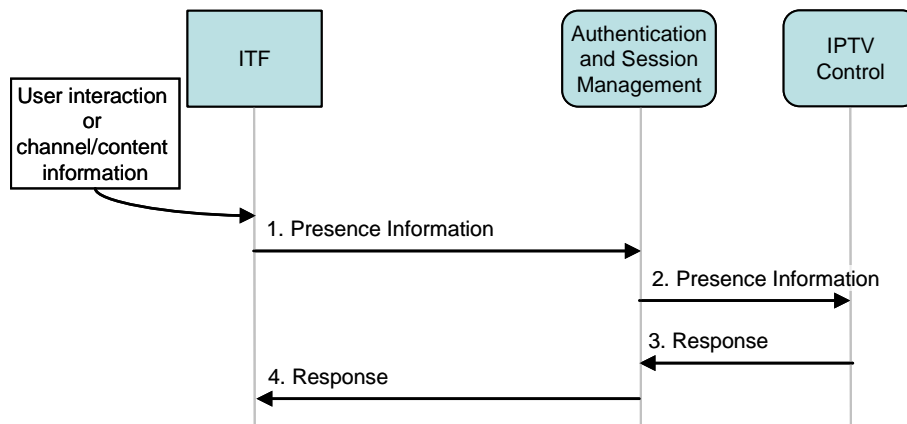 ITF
Authentication
and Session
Management
IPTV
Control
User interaction
or
channel/content
information
1. Presence Information
2. Presence Information
3. Response
4. Response